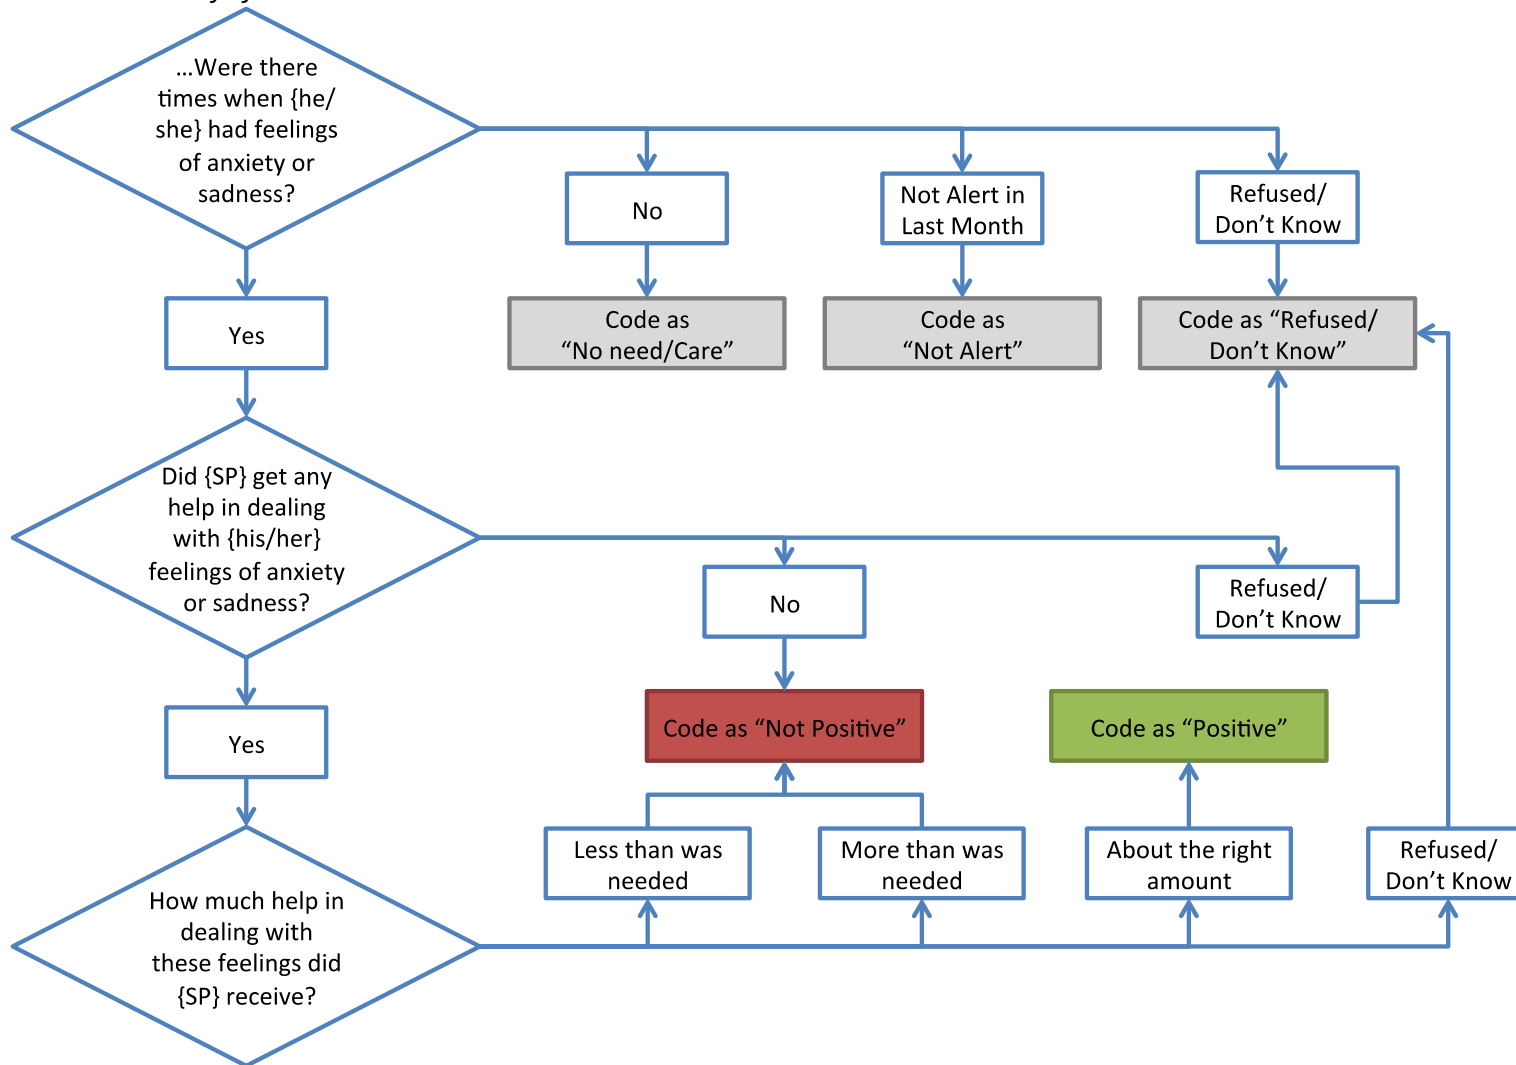 ...Were there
times when {he/
she} had feelings
of anxiety or
sadness?
No
Not Alert in
Last Month
Refused/
Don't Know
Yes
Code as
"No need/Care"
Code as
"Not Alert"
Code as "Refused/
Don't Know"
Did {SP} get any
help in dealing
with {his/her}
feelings of anxiety
or sadness?
No
Refused/
Don't Know
Yes
Code as "Not Positive"
Code as "Positive"
Less than was
needed
More than was
needed
About the right
amount
Refused/
Don't Know
How much help in
dealing with
these feelings did
{SP} receive?